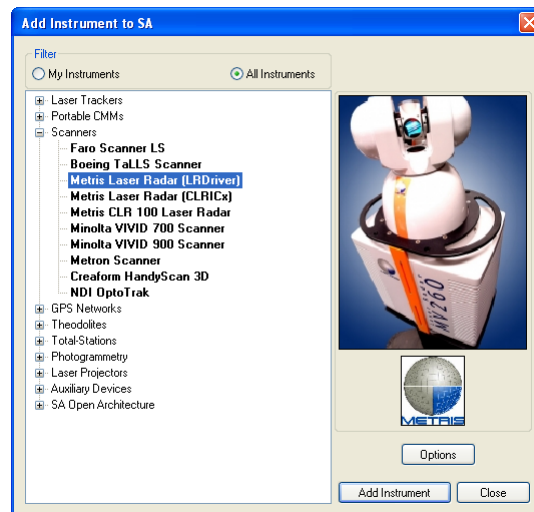 Add Instrument to SA
Filter
My Instruments
All Instruments
Laser Trackers
Portable CMMs
Scanners
Faro Scanner LS
Boeing TaLLS Scanner
Metris Laser Radar (LRDriver)
Metris Laser Radar (CLRICx)
Metris CLR 100 Laser Radar
Minolta VIVID 700 Scanner
Minolta VIVID 900 Scanner
Metron Scanner
Creaform HandyScan 3D
NDI OptoTrak
GPS Networks
Theodolites
Total-Stations
Photogrammetry
Laser Projectors
Auxiliary Devices
SA Open Architecture
MV260
METRIS
Options
Add Instrument
Close